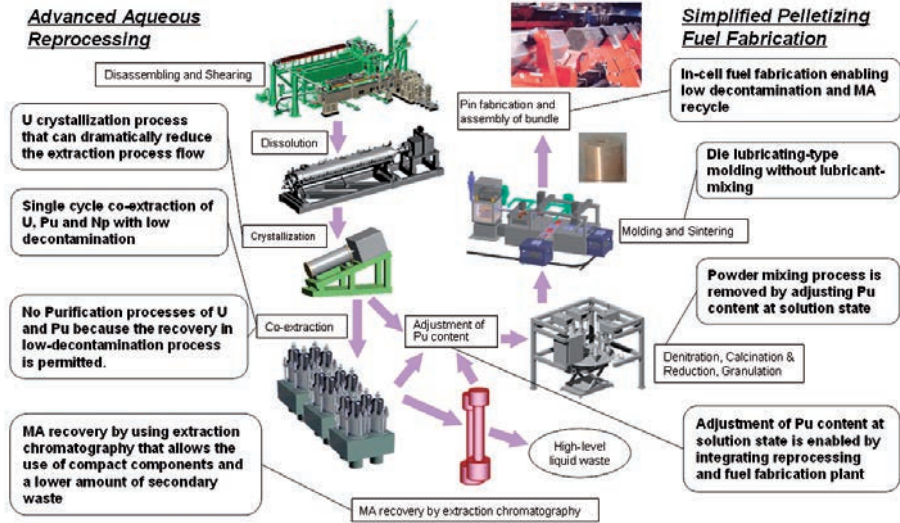 Advanced Aqueous
Reprocessing
Simplified Pelletizing
Fuel Fabrication
Disassembling and Shearing
Dissolution
Crystallization
Co-extraction
MA recovery by extraction chromatography
U crystallization process
that can dramatically reduce
the extraction process flow
Single cycle co-extraction of
U, Pu and Np with low
decontamination
No Purification processes of U
and Pu because the recovery in
low-decontamination process
is permitted.
MA recovery by using extraction
chromatography that allows the
use of compact components and
a lower amount of secondary
waste
Adjustment of
Pu content
High-level
liquid waste
Pin fabrication and
assembly of bundle
Molding and Sintering
Denitration, Calcination &
Reduction, Granulation
In-cell fuel fabrication enabling
low decontamination and MA
recycle
Die lubricating-type
molding without lubricant-
mixing
Powder mixing process is
removed by adjusting Pu
content at solution state
Adjustment of Pu content at
solution state is enabled by
integrating reprocessing
and fuel fabrication plant